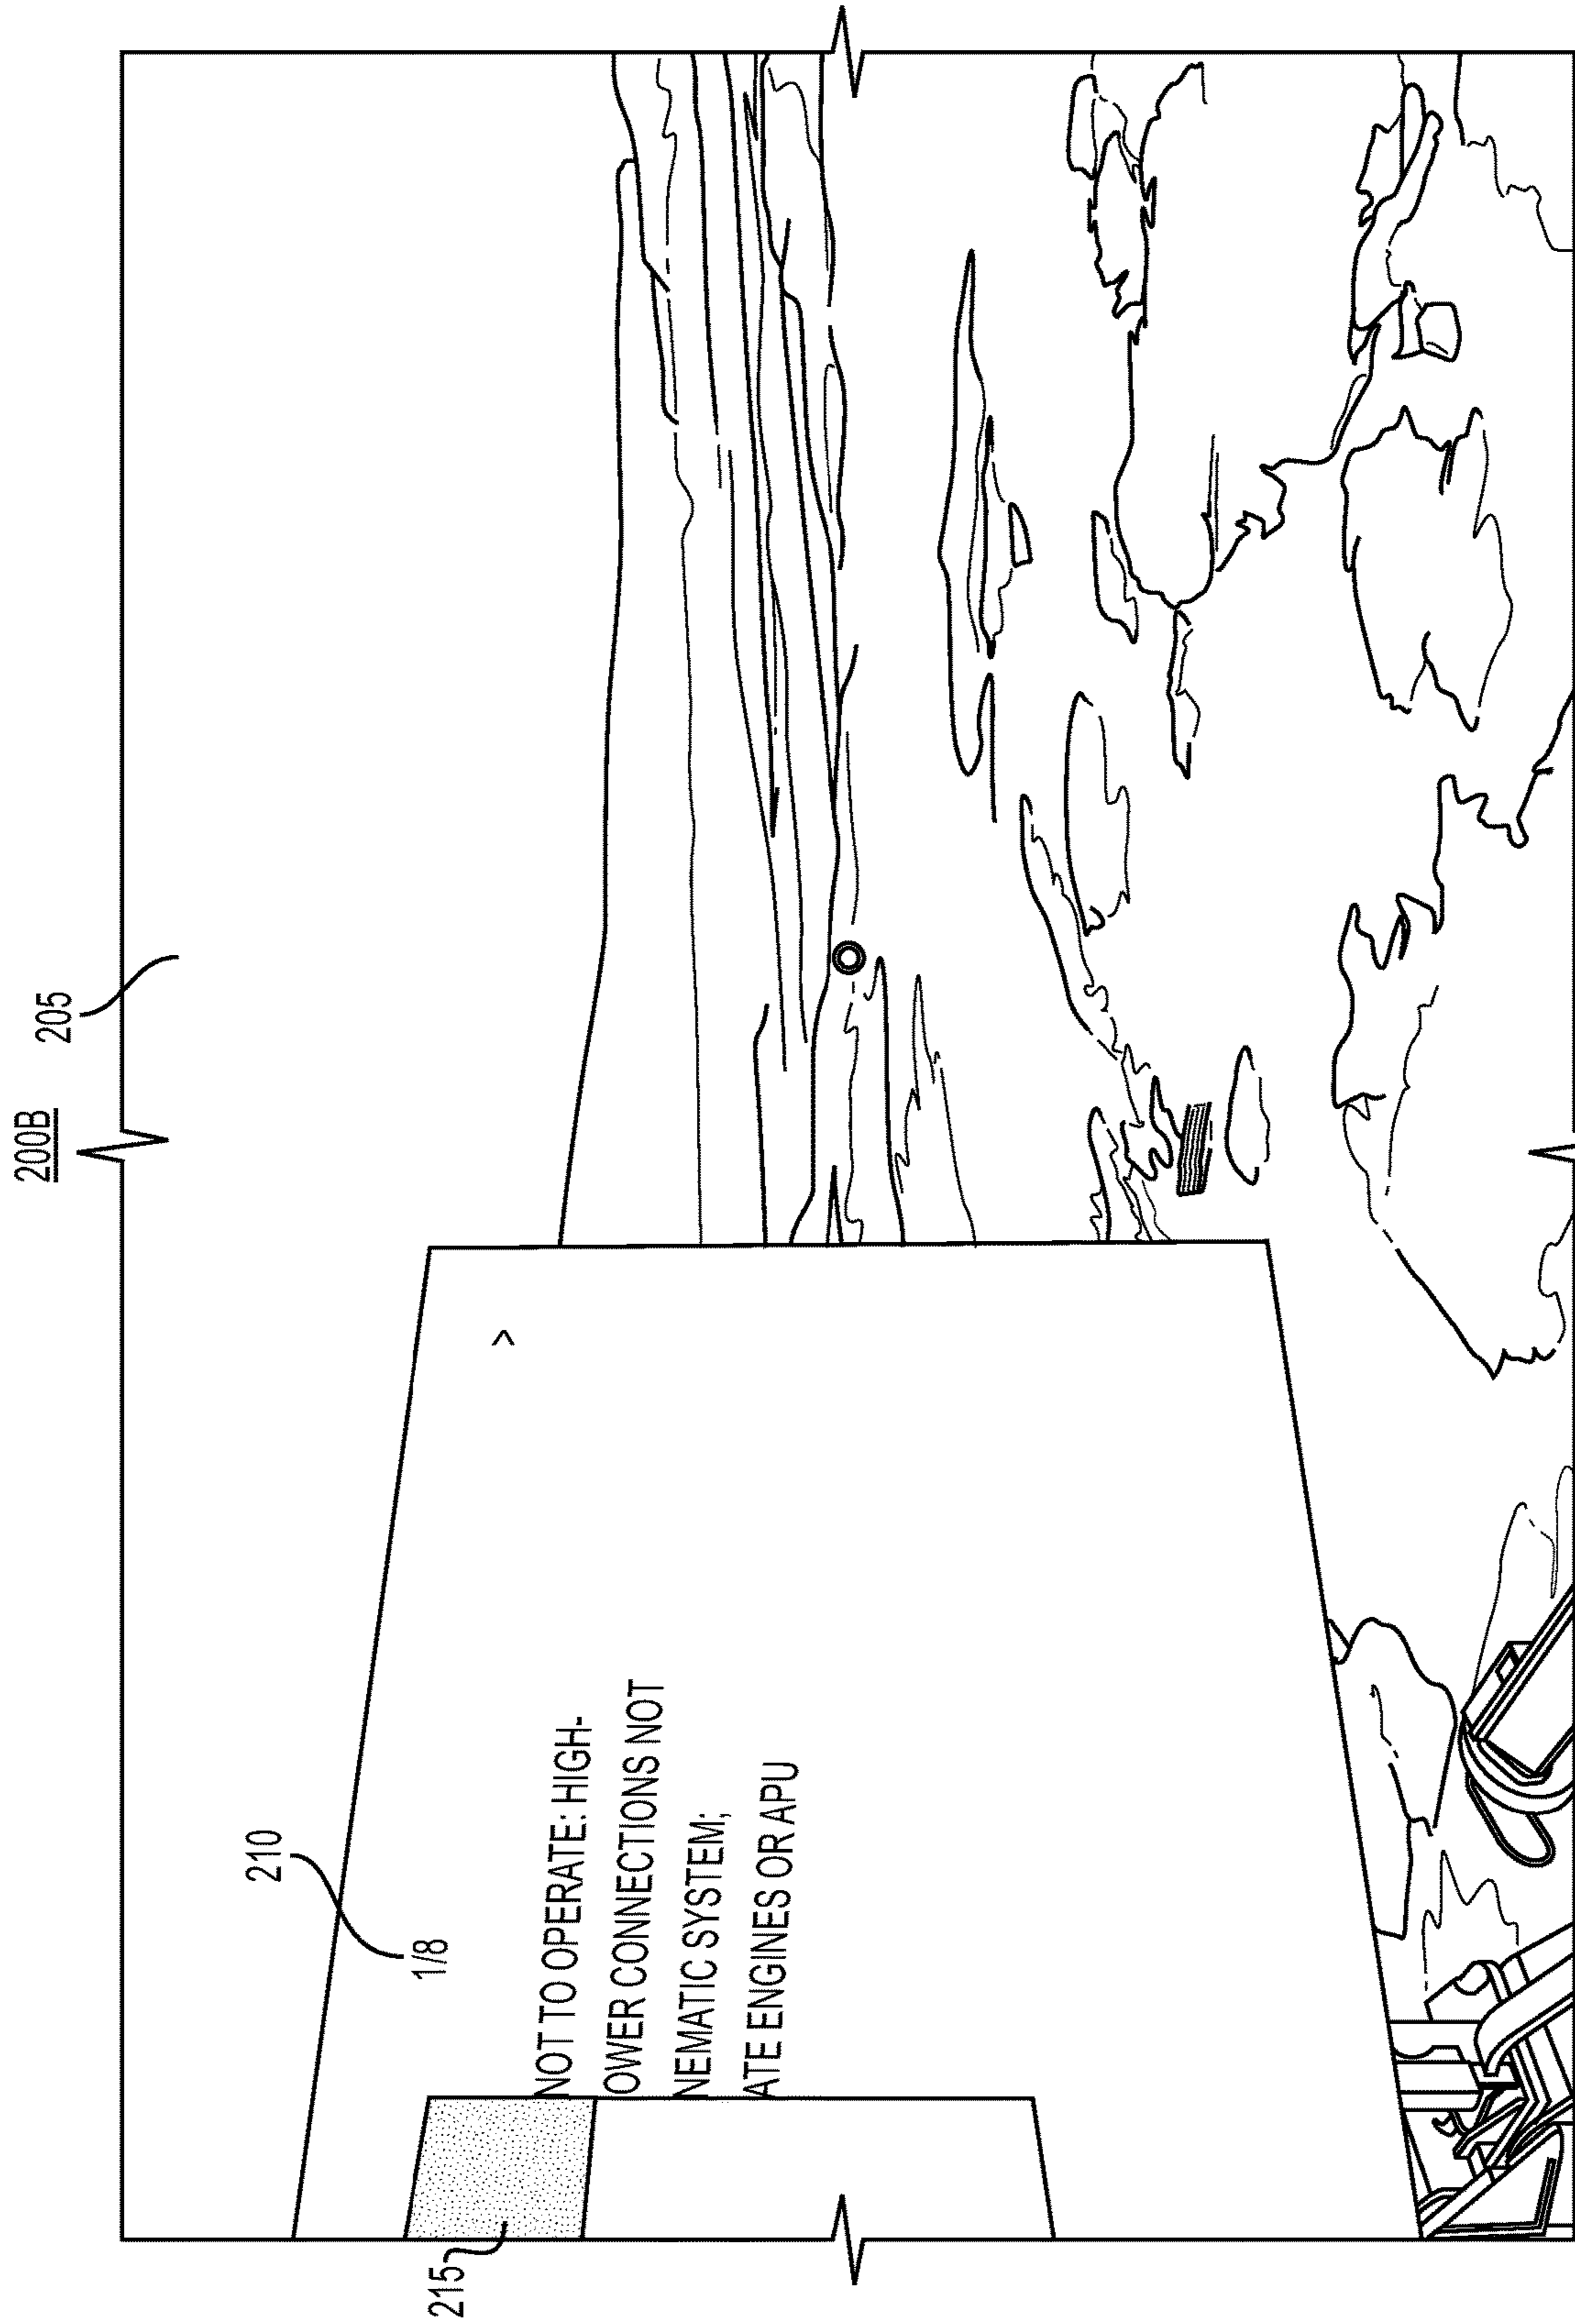 200B
205
210
1/8
NOT TO OPERATE: HIGH-
OWER CONNECTIONS NOT
NEMATIC SYSTEM;
ATE ENGINES OR APU
^
215